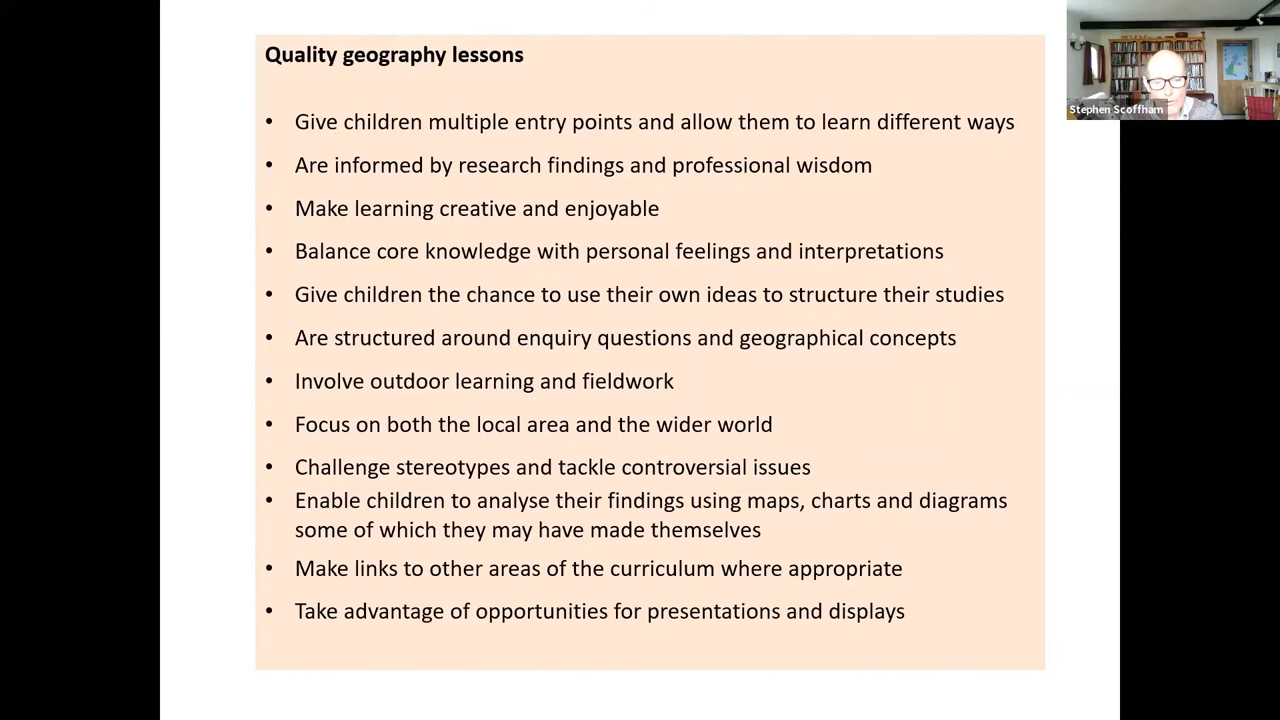 Quality geography lessons
• Give children multiple entry points and allow them to learn different ways
• Are informed by research findings and professional wisdom
• Make learning creative and enjoyable
• Balance core knowledge with personal feelings and interpretations
• Give children the chance to use their own ideas to structure their studies
• Are structured around enquiry questions and geographical concepts
• Involve outdoor learning and fieldwork
• Focus on both the local area and the wider world
• Challenge stereotypes and tackle controversial issues
• Enable children to analyse their findings using maps, charts and diagrams
some of which they may have made themselves
• Make links to other areas of the curriculum where appropriate
• Take advantage of opportunities for presentations and displays
Stephen Scoffham